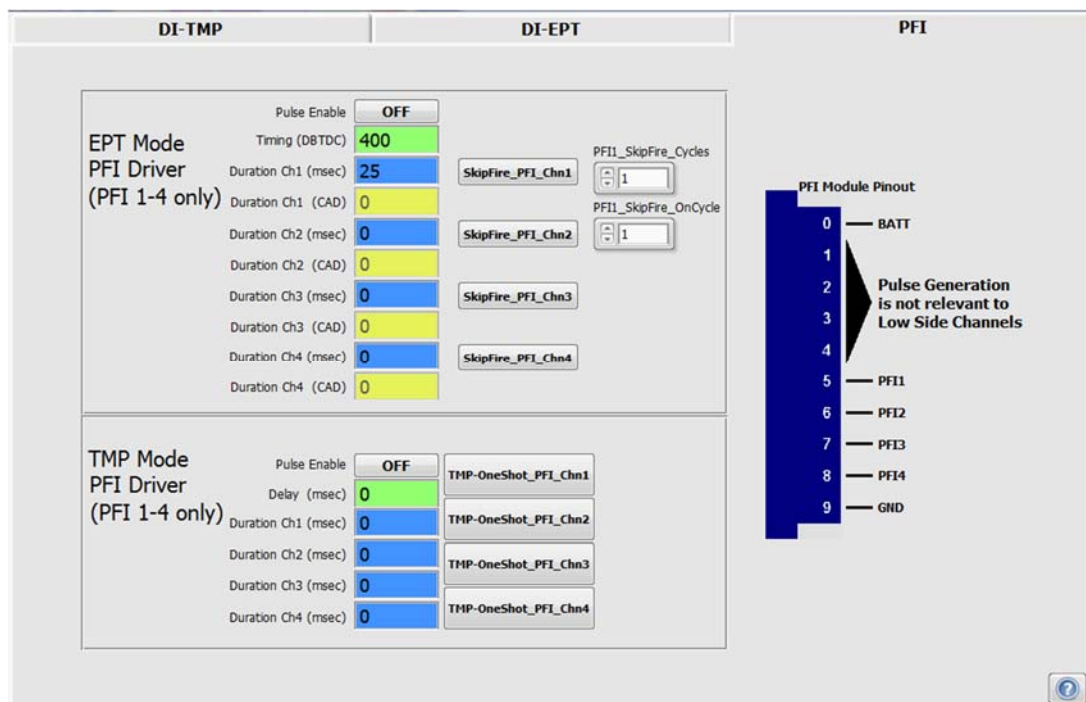 DI-TMP
DI-EPT
PFI
EPT Mode
PFI Driver
(PFI 1-4 only)
Pulse Enable OFF
Timing (DBTDC) 400
Duration Ch1 (msec) 25
Duration Ch1 (CAD) 0
Duration Ch2 (msec) 0
Duration Ch2 (CAD) 0
Duration Ch3 (msec) 0
Duration Ch3 (CAD) 0
Duration Ch4 (msec) 0
Duration Ch4 (CAD) 0
SkipFire_PFI_Chn1
SkipFire_PFI_Chn2
SkipFire_PFI_Chn3
SkipFire_PFI_Chn4
PFI1_SkipFire_Cycles
1
PFI1_SkipFire_OnCycle
1
TMP Mode
PFI Driver
(PFI 1-4 only)
Pulse Enable OFF
Delay (msec) 0
Duration Ch1 (msec) 0
Duration Ch2 (msec) 0
Duration Ch3 (msec) 0
Duration Ch4 (msec) 0
TMP-OneShot_PFI_Chn1
TMP-OneShot_PFI_Chn2
TMP-OneShot_PFI_Chn3
TMP-OneShot_PFI_Chn4
PFI Module Pinout
0 BATT
1
2
3
4
Pulse Generation
is not relevant to
Low Side Channels
5 PFI1
6 PFI2
7 PFI3
8 PFI4
9 GND
?